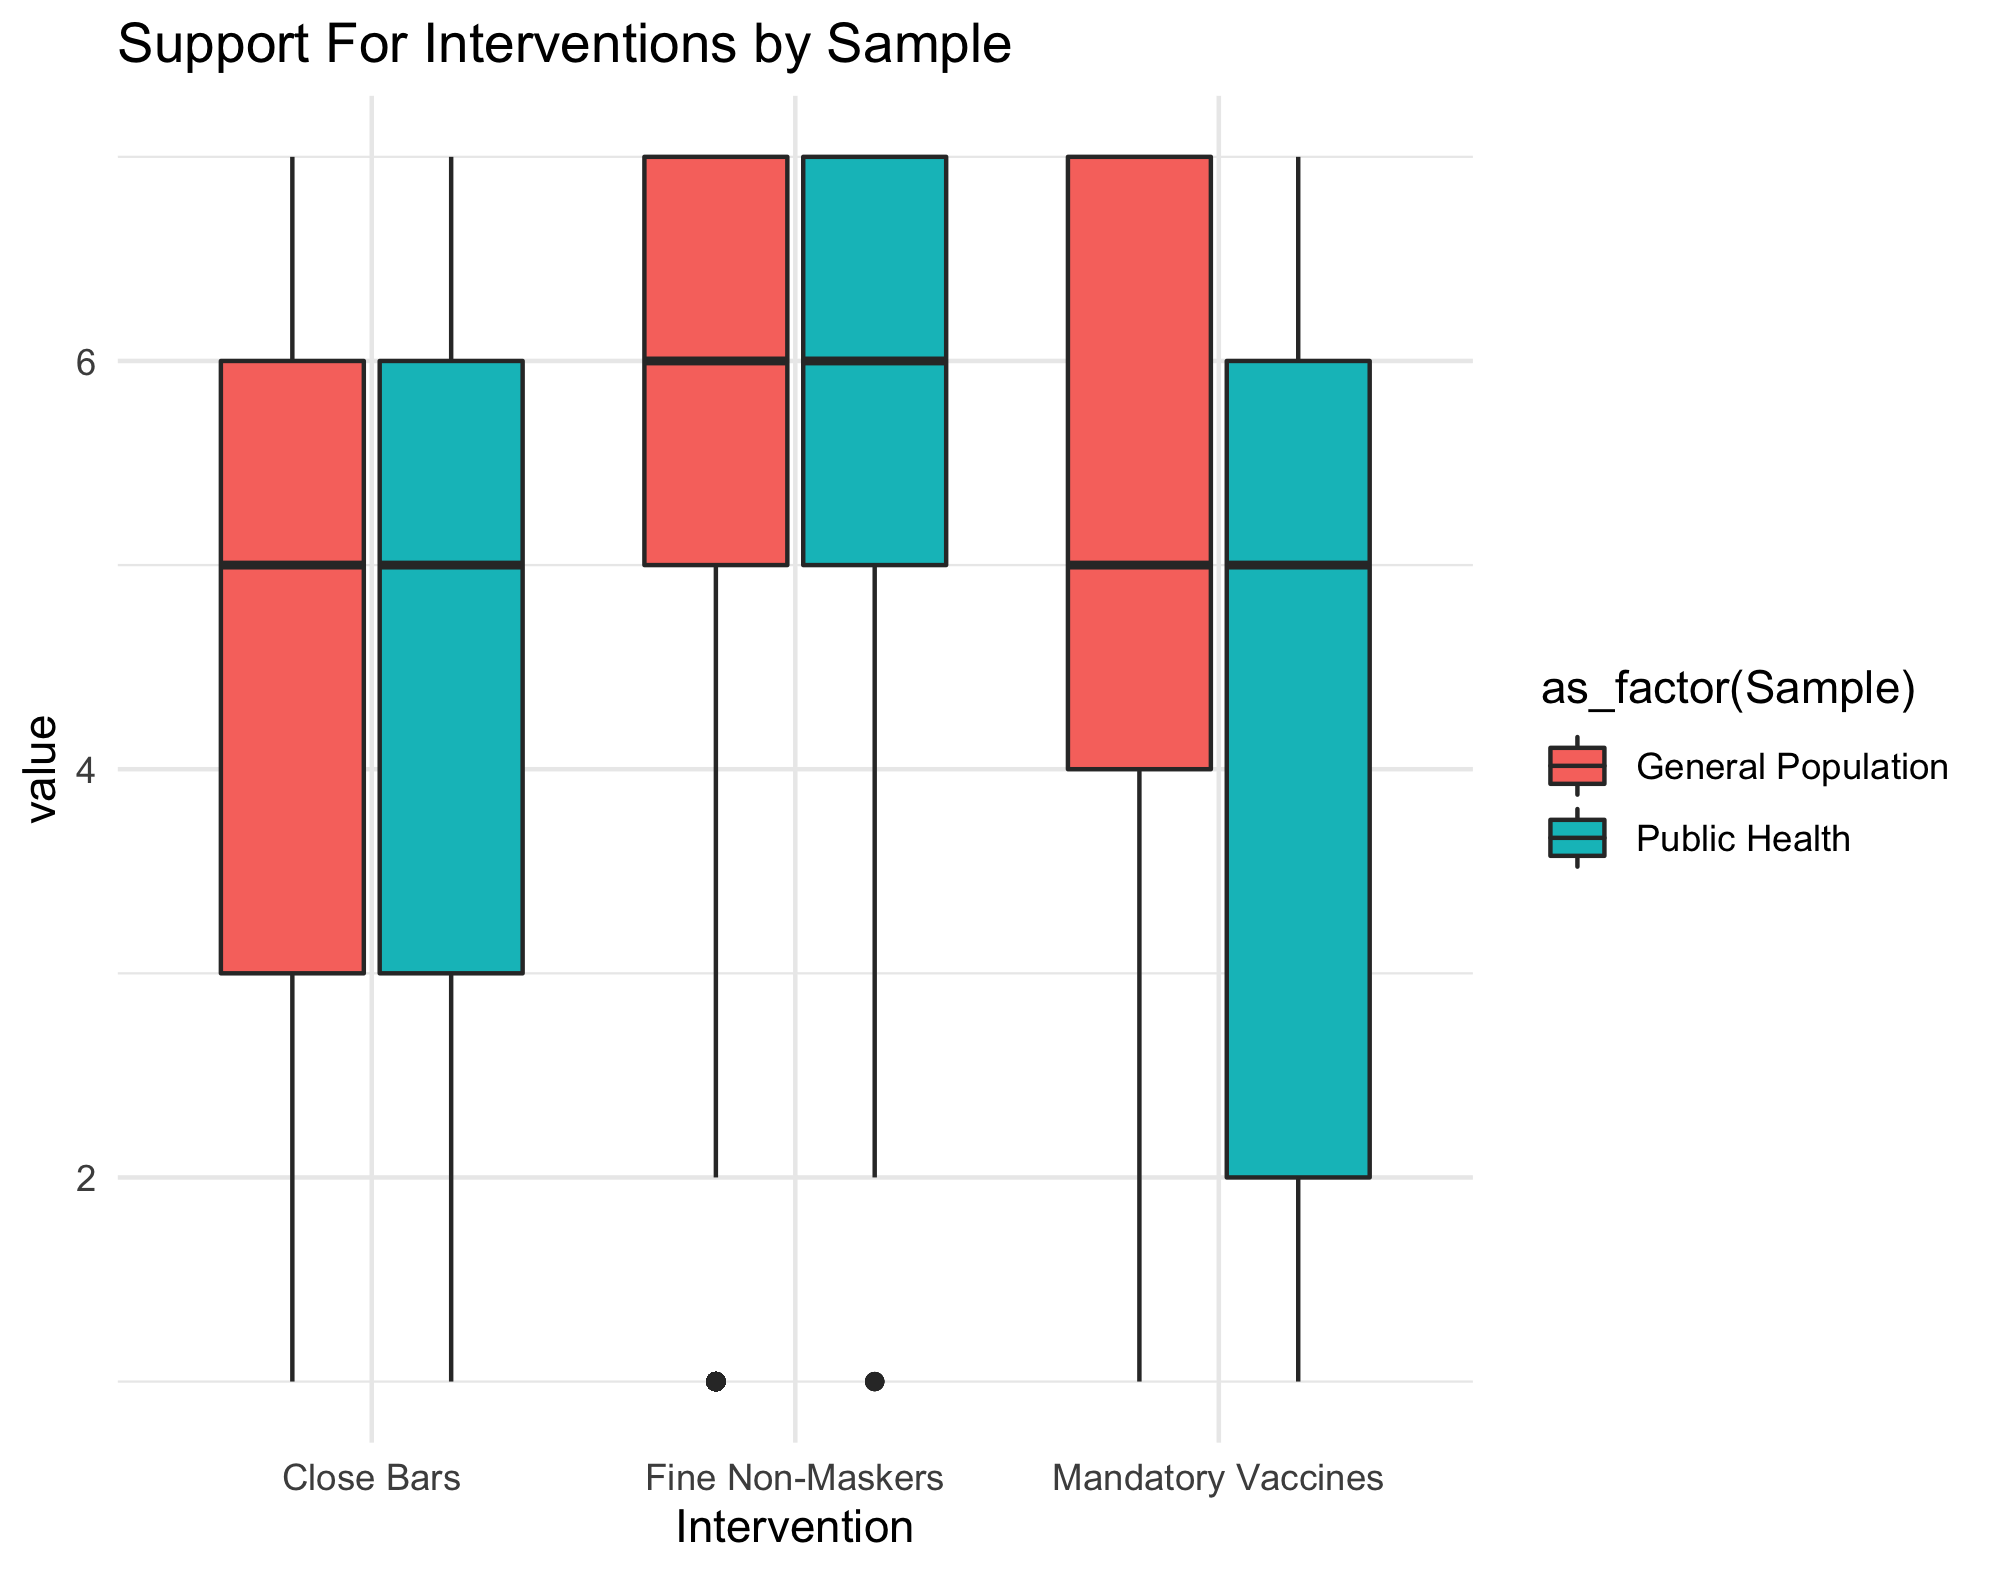 Support For Interventions by Sample
value
6
4
2
Close Bars
Fine Non-Maskers
Mandatory Vaccines
Intervention
as_factor(Sample)
General Population
Public Health